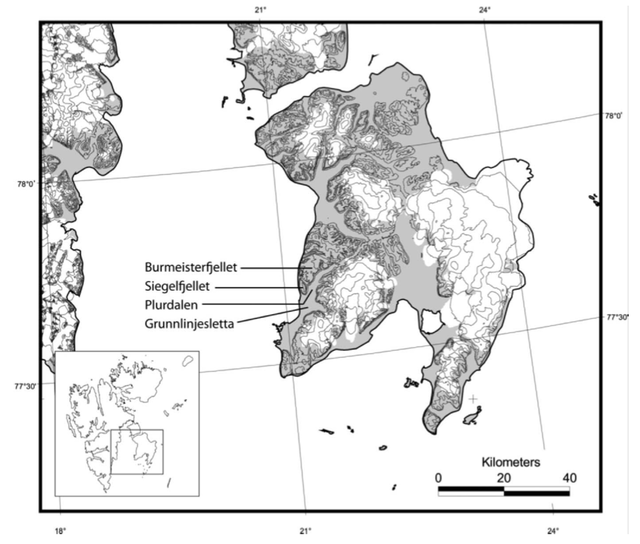 21°
24°
78°0'
78°0'
Burmeisterfjellet
Siegelfjellet
Plurdalen
Grunnlinjesletta
77°30'
77°30'
Kilometers
0 20 40
18°
21°
24°